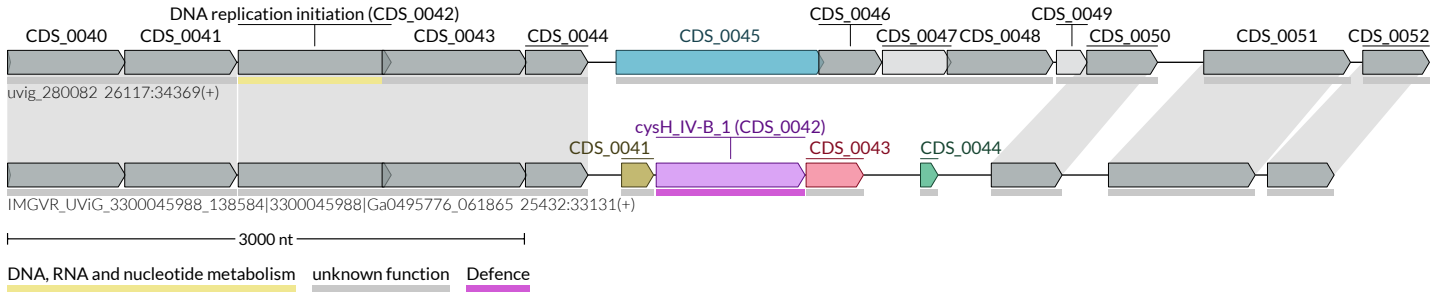 DNA replication initiation (CDS_0042)
CDS_0046
CDS_0049
CDS_0040 CDS_0041 CDS_0043 CDS_0044 CDS_0045 CDS_0047 CDS_0048 CDS_0050 CDS_0051 CDS_0052
uvig_280082 26117:34369(+)
cysH_IV-B_1 (CDS_0042)
CDS_0041 CDS_0043 CDS_0044
IMGVR_UViG_3300045988_138584|3300045988|Ga0495776_061865 25432:33131(+)
3000 nt
DNA, RNA and nucleotide metabolism unknown function Defence